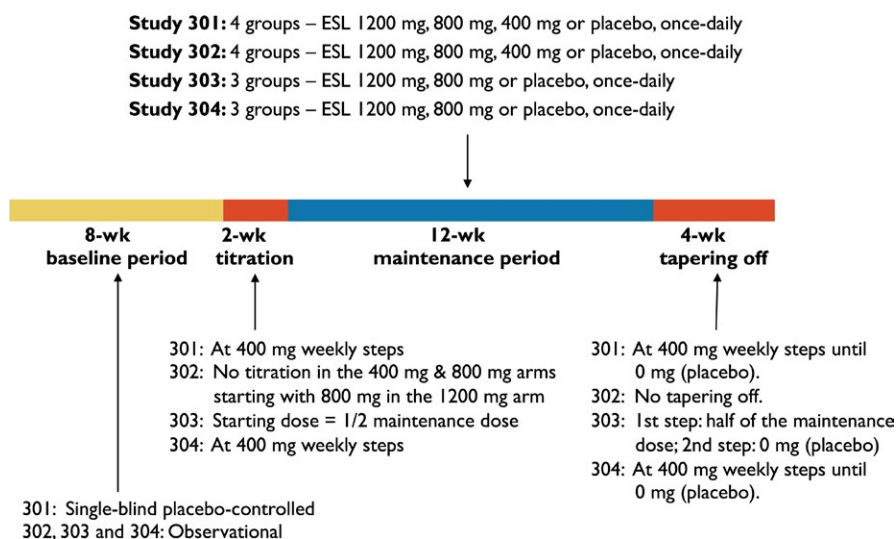 Study 301: 4 groups – ESL 1200 mg, 800 mg, 400 mg or placebo, once-daily
Study 302: 4 groups – ESL 1200 mg, 800 mg, 400 mg or placebo, once-daily
Study 303: 3 groups – ESL 1200 mg, 800 mg or placebo, once-daily
Study 304: 3 groups – ESL 1200 mg, 800 mg or placebo, once-daily
8-wk
baseline period
2-wk
titration
12-wk
maintenance period
4-wk
tapering off
301: At 400 mg weekly steps
302: No titration in the 400 mg & 800 mg arms
starting with 800 mg in the 1200 mg arm
303: Starting dose = 1/2 maintenance dose
304: At 400 mg weekly steps
301: At 400 mg weekly steps until
0 mg (placebo).
302: No tapering off.
303: 1st step: half of the maintenance
dose; 2nd step: 0 mg (placebo)
304: At 400 mg weekly steps until
0 mg (placebo).
301: Single-blind placebo-controlled
302, 303 and 304: Observational